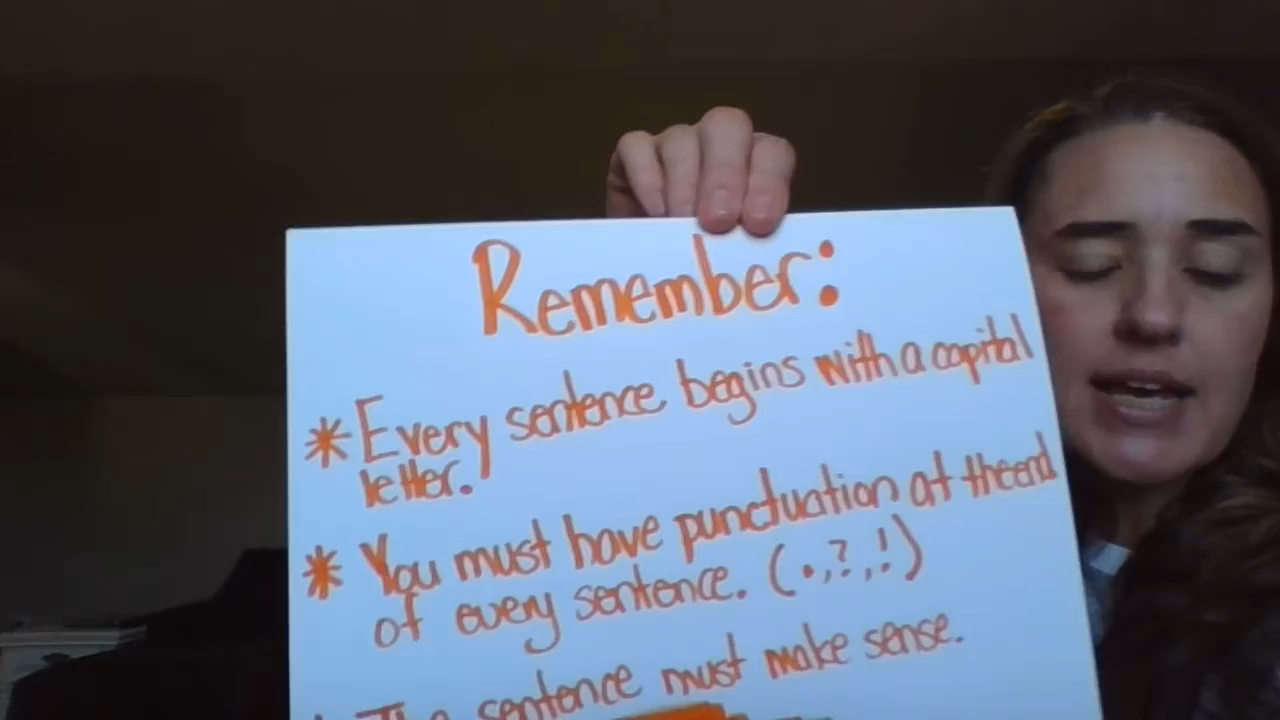 Remember:
* Every sentence begins with a capital
letter.
* You must have punctuation at the end
of every sentence. (.,?,!)
* The sentence must make sense.